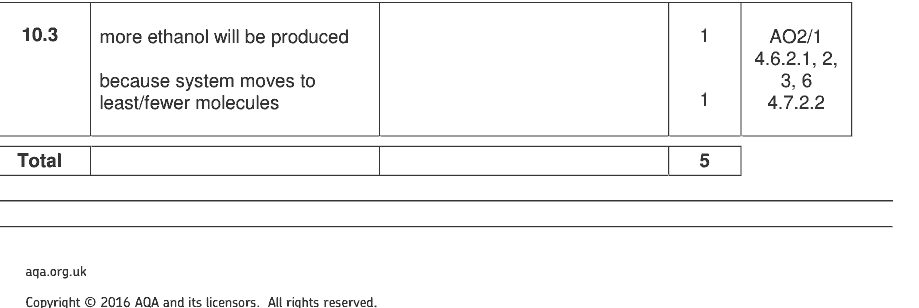 10.3 more ethanol will be produced 1 AO2/1
4.6.2.1, 2,
because system moves to 3, 6
least/fewer molecules 1 4.7.2.2
Total 5
aqa.org.uk
Copyright © 2016 AQA and its licensors. All rights reserved.